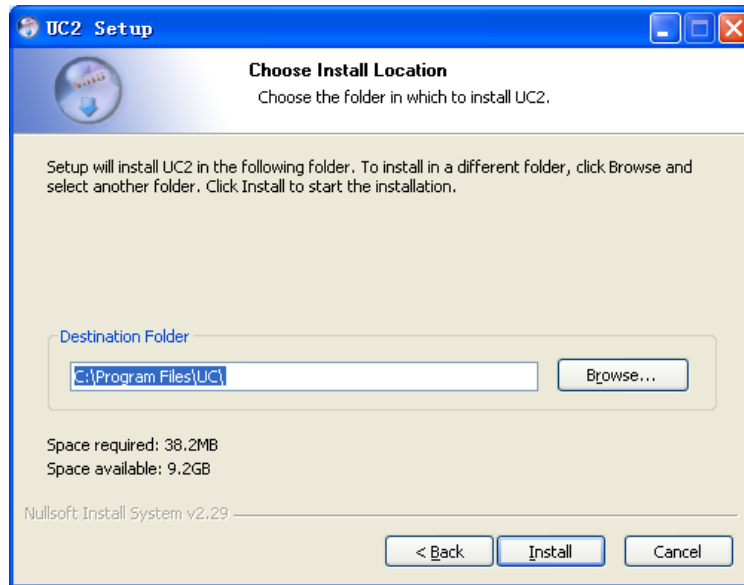 UC2 Setup
Choose Install Location
Choose the folder in which to install UC2.
Setup will install UC2 in the following folder. To install in a different folder, click Browse and
select another folder. Click Install to start the installation.
Destination Folder
C:\Program Files\UC\
Browse...
Space required: 38.2MB
Space available: 9.2GB
Nullsoft Install System v2.29
< Back
Install
Cancel